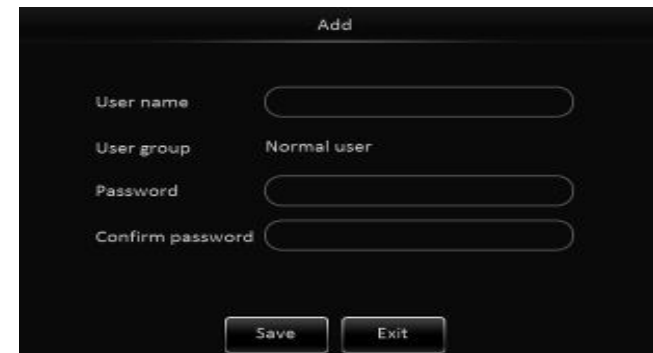 Add
User name
User group Normal user
Password
Confirm password
Save Exit